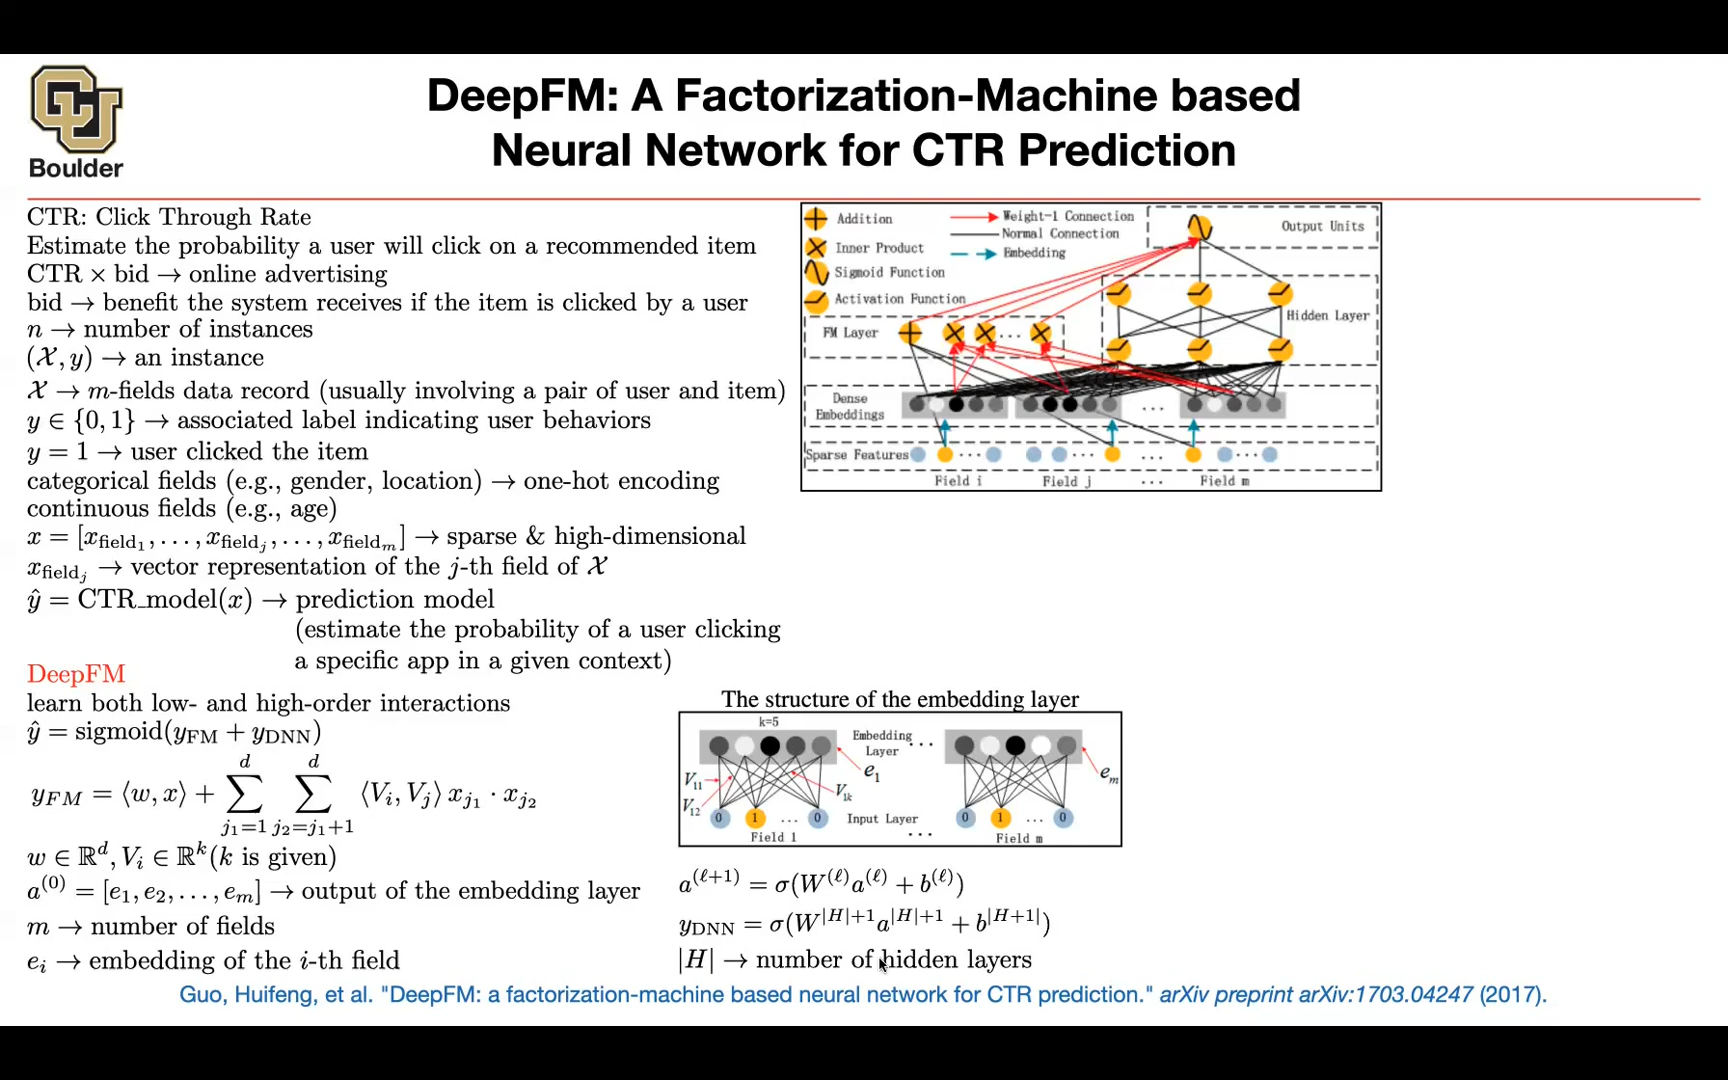 CU
Boulder
DeepFM: A Factorization-Machine based
Neural Network for CTR Prediction
CTR: Click Through Rate
Estimate the probability a user will click on a recommended item
CTR × bid → online advertising
bid → benefit the system receives if the item is clicked by a user
n → number of instances
(𝒳, y) → an instance
𝒳 → m-fields data record (usually involving a pair of user and item)
y ∈ {0, 1} → associated label indicating user behaviors
y = 1 → user clicked the item
categorical fields (e.g., gender, location) → one-hot encoding
continuous fields (e.g., age)
x = [x_field_1, . . . , x_field_j, . . . , x_field_m] → sparse & high-dimensional
x_field_j → vector representation of the j-th field of 𝒳
ŷ = CTR_model(x) → prediction model
(estimate the probability of a user clicking
a specific app in a given context)
DeepFM
learn both low- and high-order interactions
ŷ = sigmoid(y_FM + y_DNN)
y_FM = ⟨w, x⟩ + ∑_{j_1=1}^{d} ∑_{j_2=j_1+1}^{d} ⟨V_i, V_j⟩ x_{j_1} · x_{j_2}
w ∈ ℝ^d, V_i ∈ ℝ^k (k is given)
a^(0) = [e_1, e_2, . . . , e_m] → output of the embedding layer
m → number of fields
e_i → embedding of the i-th field
Addition
Inner Product
Sigmoid Function
Activation Function
Weight-1 Connection
Normal Connection
Embedding
Output Units
Hidden Layer
FM Layer
...
Dense
Embeddings
...
Sparse Features ... ... ... ...
Field i Field j ... Field m
The structure of the embedding layer
k=5
Embedding
Layer
...
e_1
e_m
V_11
V_12
V_1k
0 1 ... 0 Input Layer 0 1 ... 0
Field 1 ... Field m
a^(ℓ+1) = σ(W^(ℓ) a^(ℓ) + b^(ℓ))
y_DNN = σ(W^{|H|+1} a^{|H|+1} + b^{|H+1|})
|H| → number of hidden layers
Guo, Huifeng, et al. "DeepFM: a factorization-machine based neural network for CTR prediction." arXiv preprint arXiv:1703.04247 (2017).